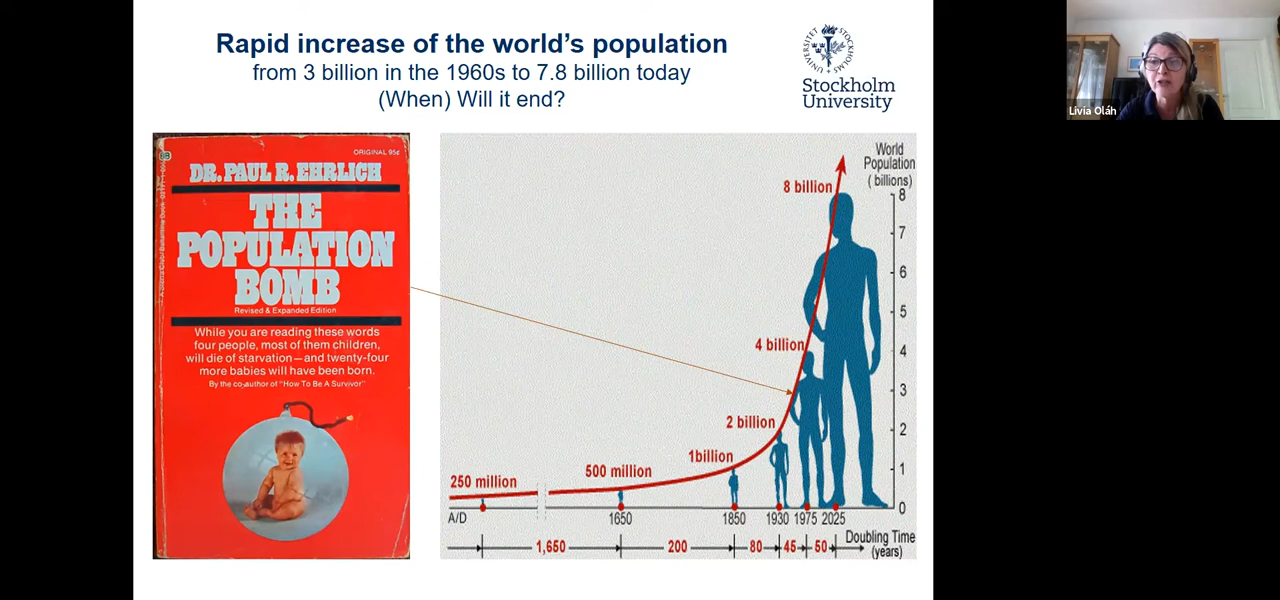 Rapid increase of the world's population
from 3 billion in the 1960s to 7.8 billion today
(When) Will it end?
Stockholm
University
Livia Oláh
ORIGINAL 95¢
DR. PAUL R. EHRLICH
THE
POPULATION
BOMB
Revised & Expanded Edition
While you are reading these words
four people, most of them children,
will die of starvation—and twenty-four
more babies will have been born.
By the co-author of "How To Be A Survivor"
World
Population
( billions)
8 billion
4 billion
2 billion
1billion
500 million
250 million
8
7
6
5
4
3
2
1
0
A/D
1650
1850
1930
1975
2025
1,650
200
80
45
50
Doubling Time
(years)